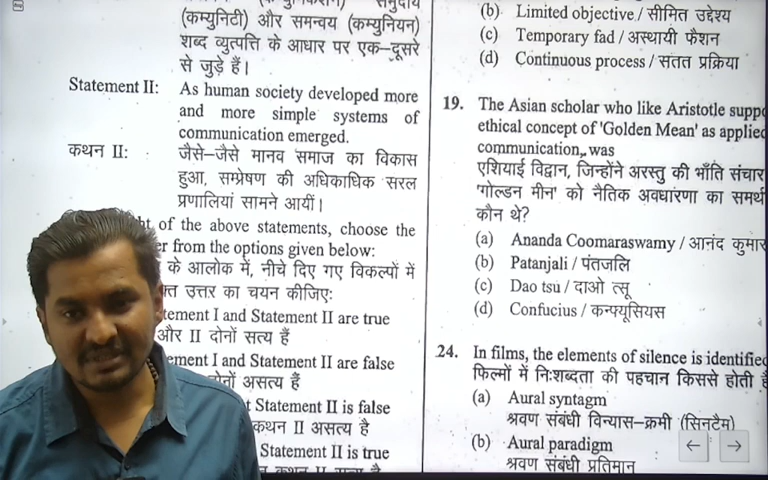 (कम्युनिटी) और समन्वय (कम्युनियन)
शब्द व्युत्पत्ति के आधार पर एक–दूसरे
से जुड़े हैं।
Statement II: As human society developed more
and more simple systems of
communication emerged.
कथन II: जैसे–जैसे मानव समाज का विकास
हुआ, सम्प्रेषण की अधिकाधिक सरल
प्रणालियां सामने आयीं।
of the above statements, choose the
from the options given below:
के आलोक में, नीचे दिए गए विकल्पों में
उत्तर का चयन कीजिएः
I and Statement II are true
और II दोनों सत्य हैं
I and Statement II are false
असत्य हैं
Statement II is false
कथन II असत्य है
Statement II is true
(b) Limited objective / सीमित उद्देश्य
(c) Temporary fad / अस्थायी फैशन
(d) Continuous process / सतत प्रक्रिया
19. The Asian scholar who like Aristotle
ethical concept of 'Golden Mean' as
communication, was
एशियाई विद्वान, जिन्होंने अरस्तु की भाँति संचार
'गोल्डन मीन' को नैतिक अवधारणा का
कौन थे?
(a) Ananda Coomaraswamy / आनंद
(b) Patanjali / पंतजलि
(c) Dao tsu / दाओ त्सू
(d) Confucius / कन्फ्यूसियस
24. In films, the elements of silence is
फिल्मों में निःशब्दता की पहचान किससे होती
(a) Aural syntagm
श्रवण संबंधी विन्यास–क्रमी (सिनटैम)
(b) Aural paradigm
श्रवण संबंधी प्रतिमान